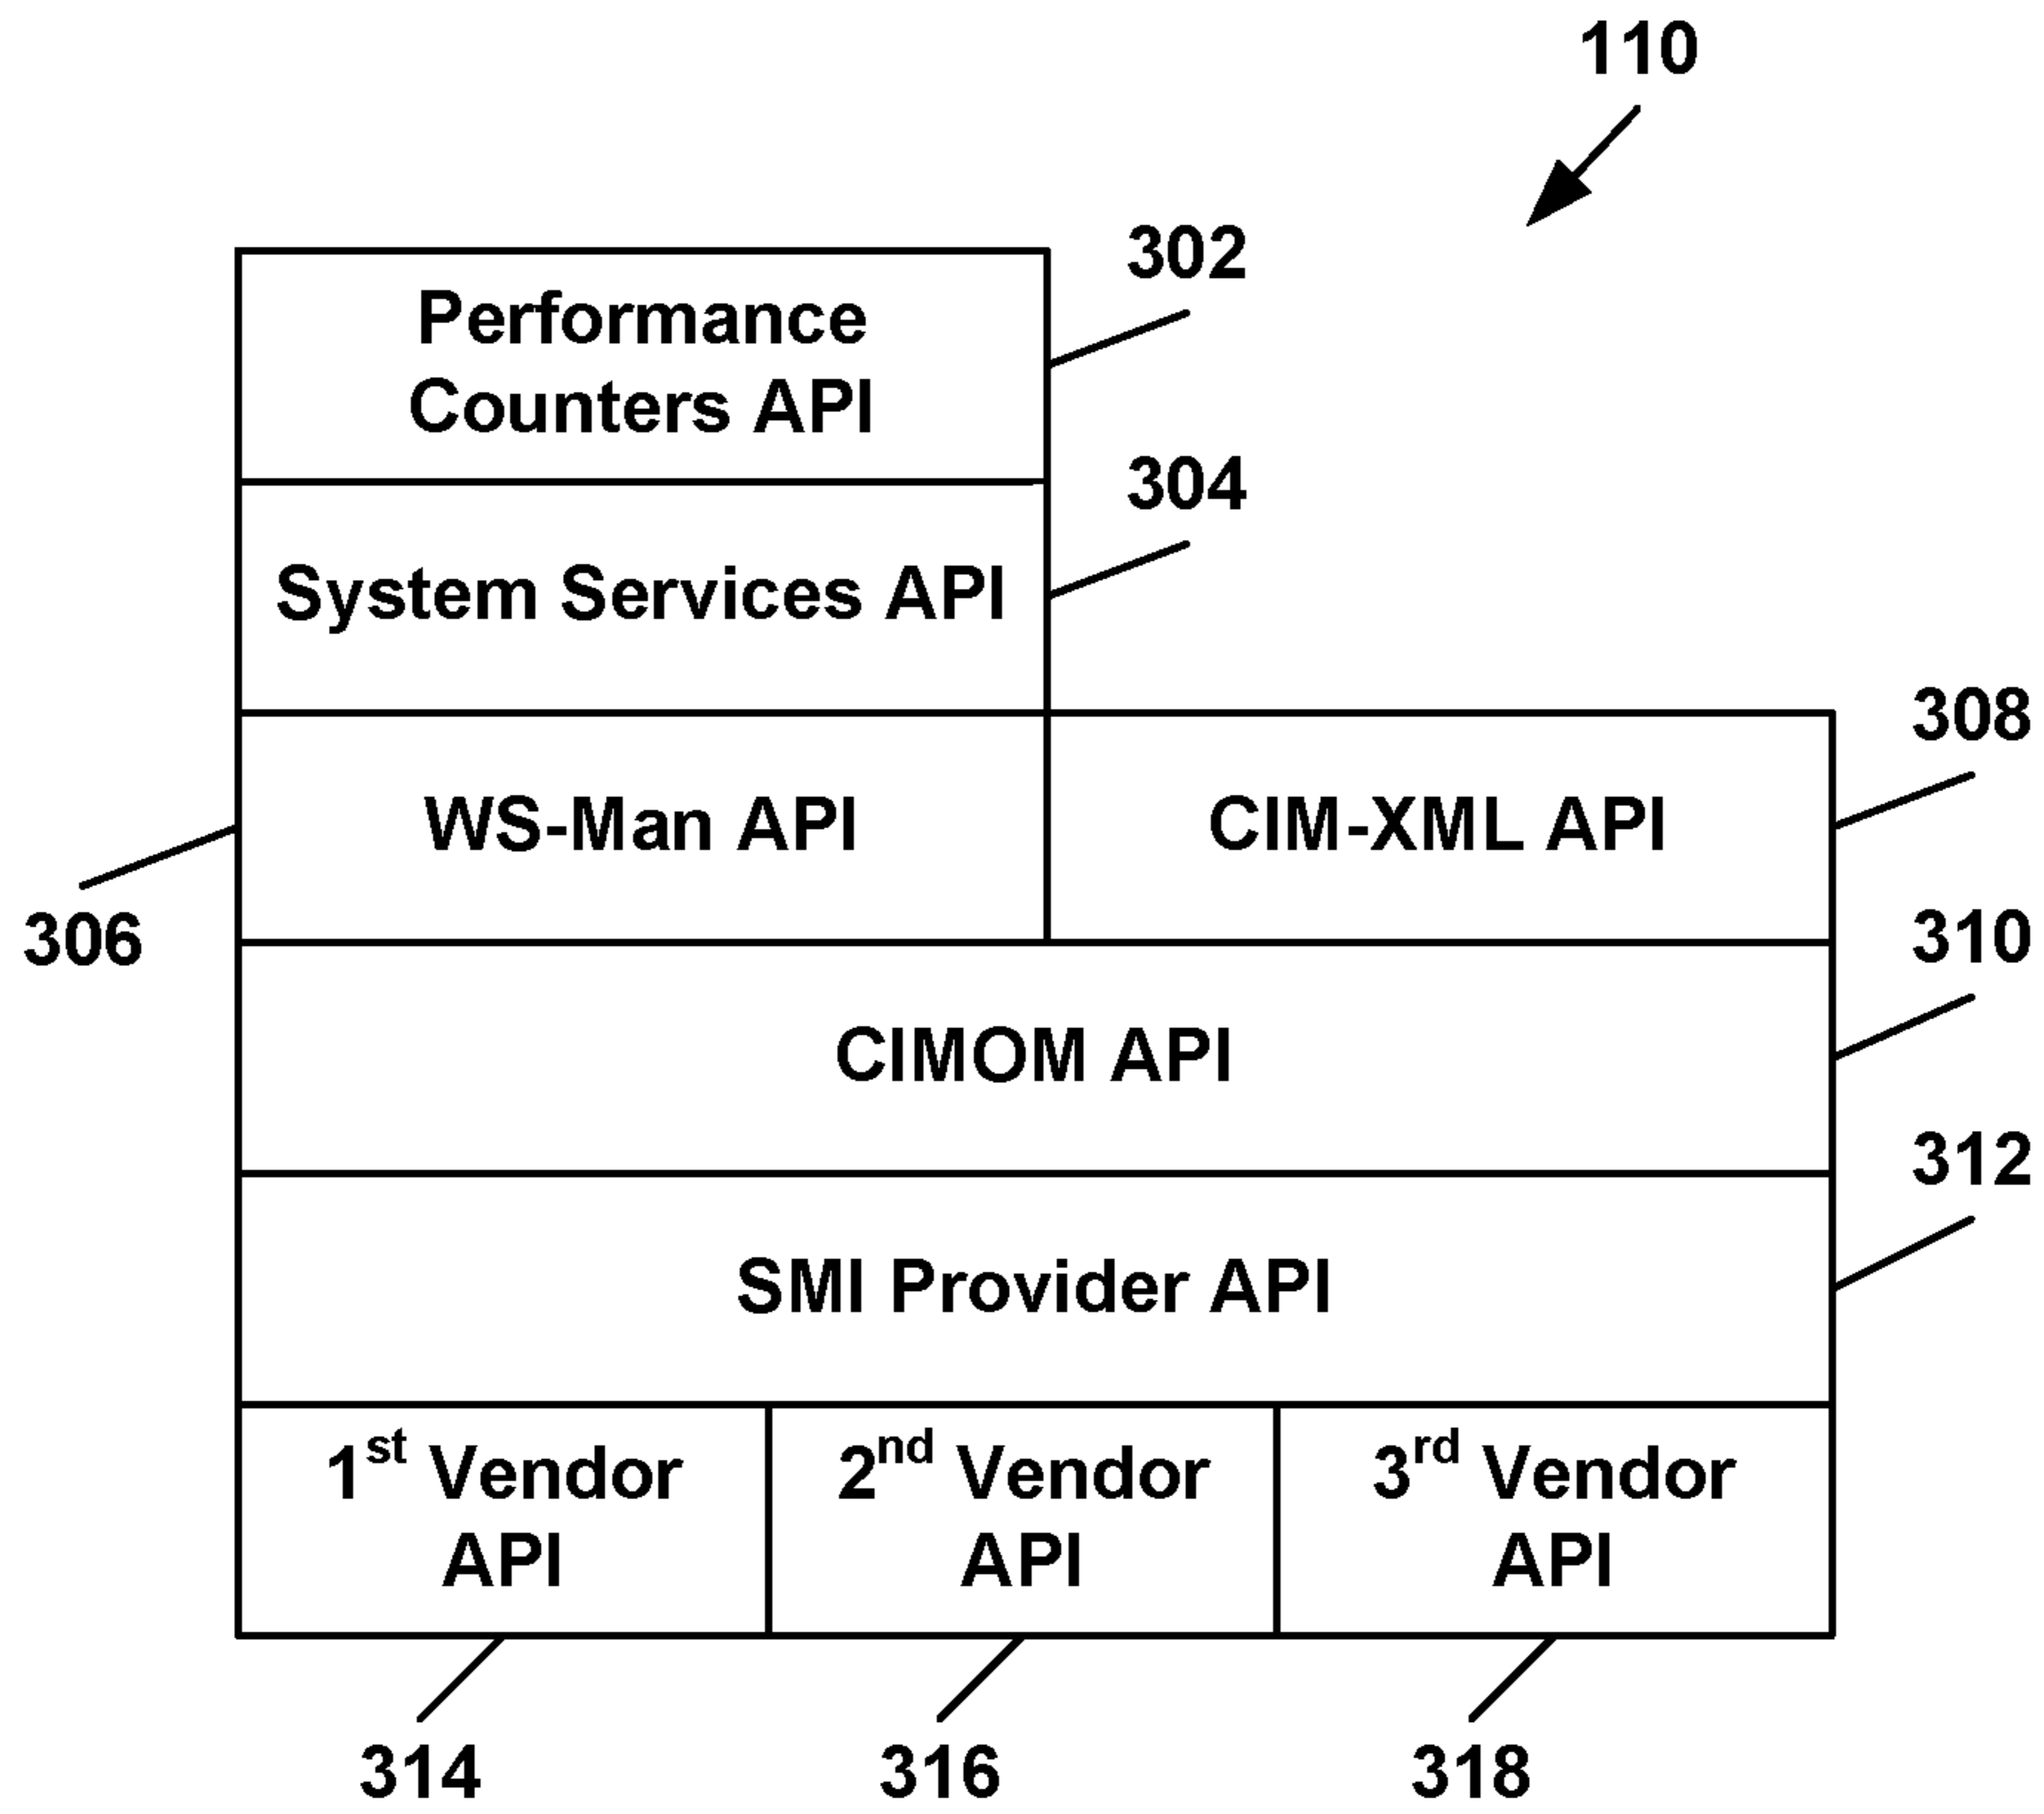 110
302
Performance
Counters API
304
System Services API
308
WS-Man API
CIM-XML API
306
310
CIMOM API
312
SMI Provider API
1st Vendor
API
2nd Vendor
API
3rd Vendor
API
314
316
318